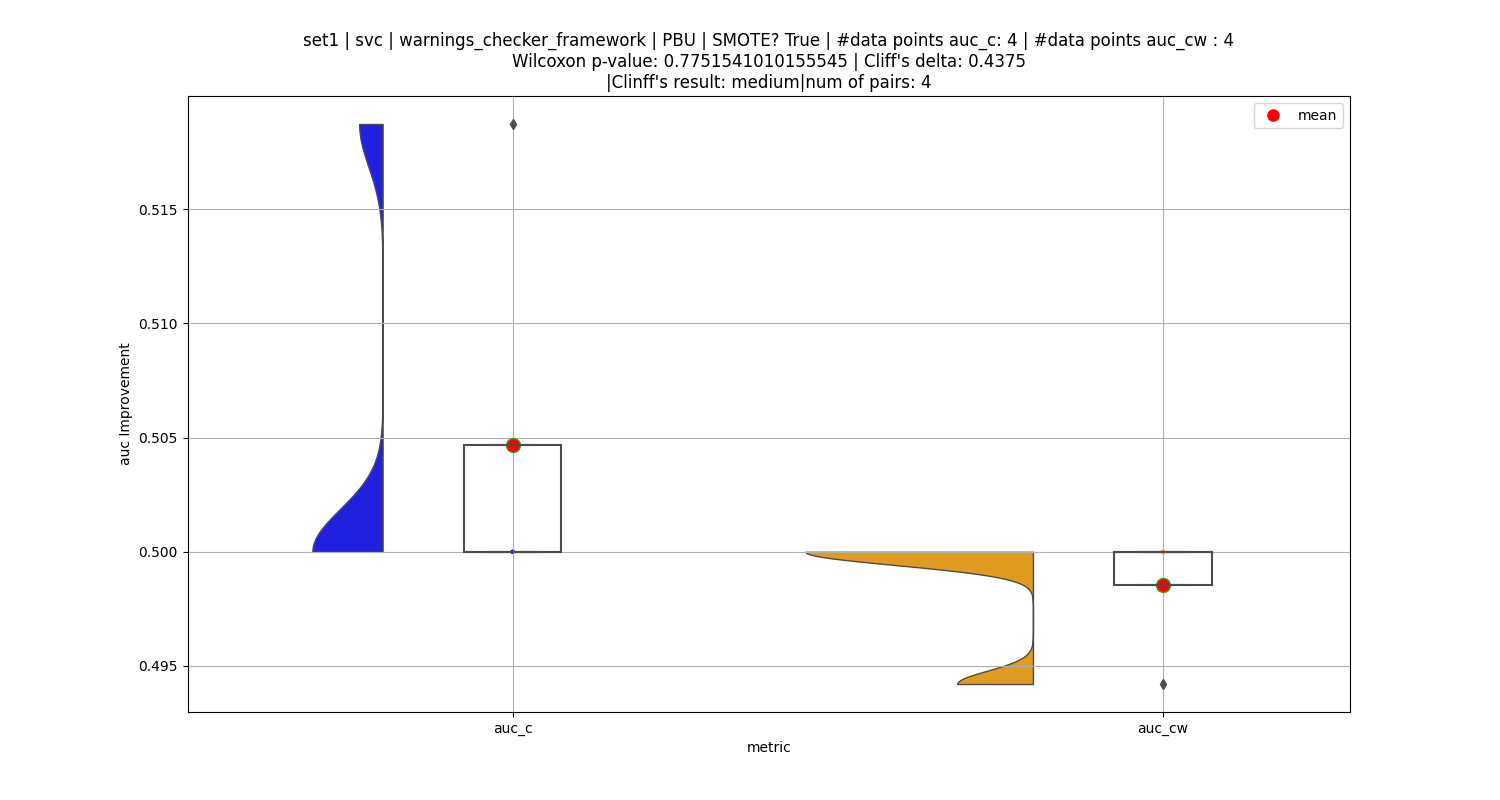 set1 | svc | warnings_checker_framework | PBU | SMOTE? True | #data points auc_c: 4 | #data points auc_cw : 4
Wilcoxon p-value: 0.7751541010155545 | Cliff's delta: 0.4375
|Clinff's result: medium|num of pairs: 4
mean
0.515
0.510
0.505
0.500
0.495
auc Improvement
auc_c
auc_cw
metric